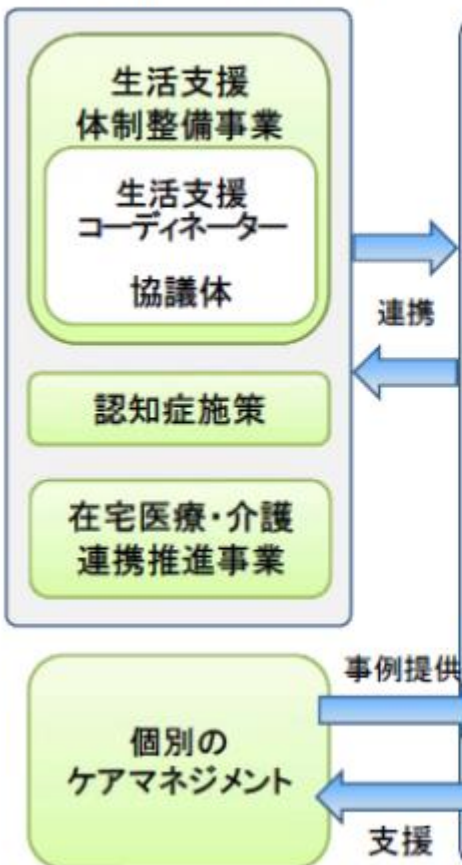 生活支援
体制整備事業
生活支援
コーディネーター
協議体
連携
認知症施策
在宅医療・介護
連携推進事業
事例提供
個別の
ケアマネジメント
支援